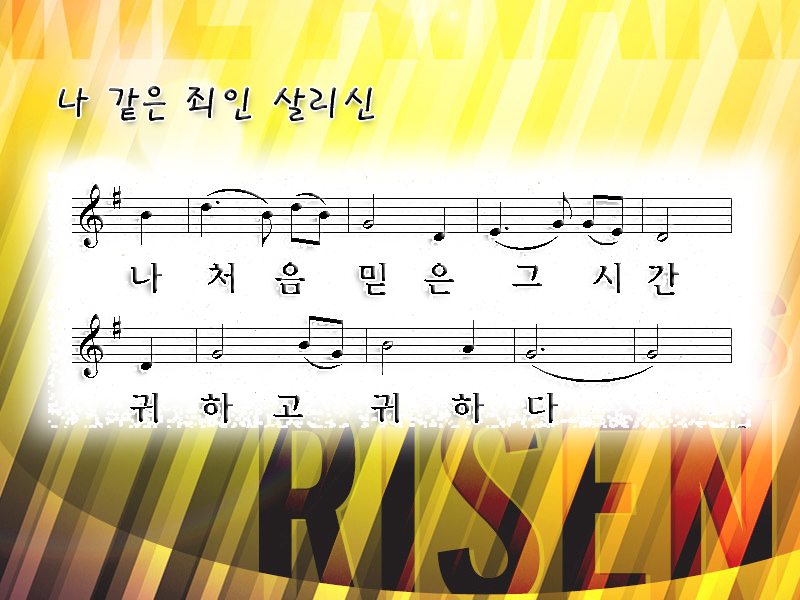 나 같은 죄인 살리신
나 처 음 믿 은 그 시 간
귀 하 고 귀 하 다
RISEN